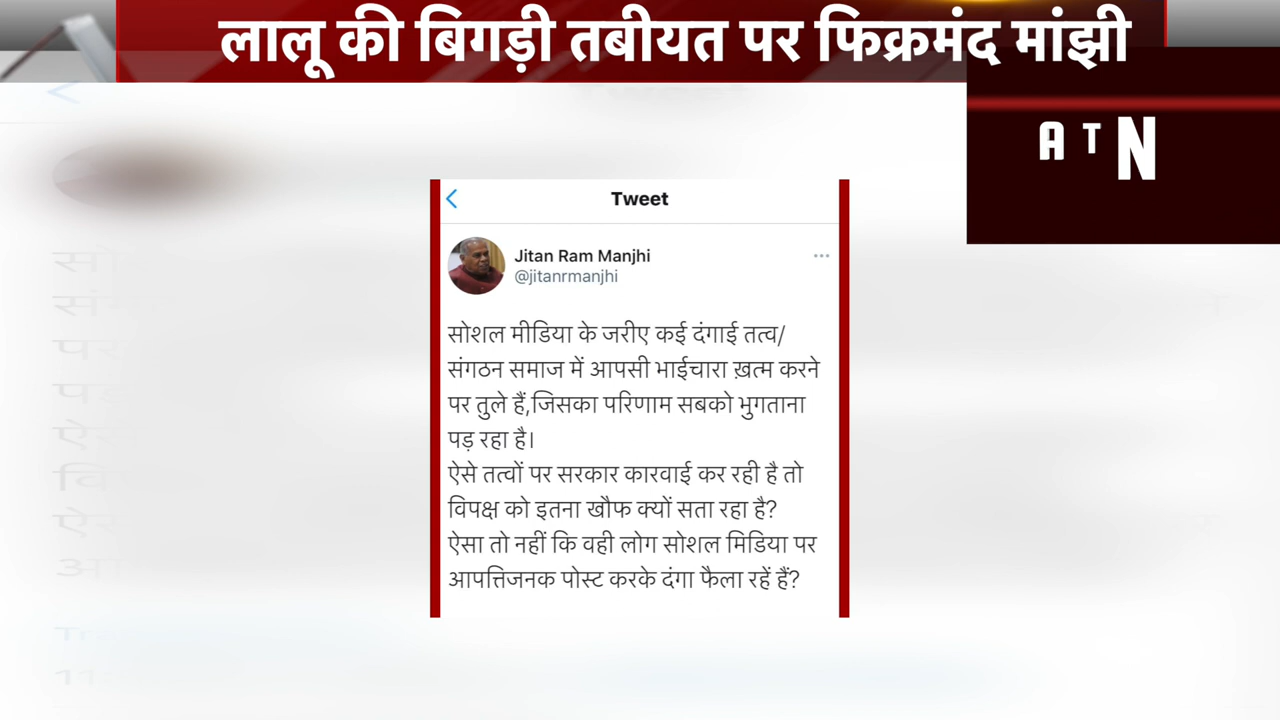 लालू की बिगड़ी तबीयत पर फिक्रमंद मांझी
ATN
Tweet
Jitan Ram Manjhi
@jitanrmanjhi
सोशल मीडिया के जरीए कई दंगाई तत्व/
संगठन समाज में आपसी भाईचारा ख़त्म करने
पर तुले हैं,जिसका परिणाम सबको भुगताना
पड़ रहा है।
ऐसे तत्वों पर सरकार कारवाई कर रही है तो
विपक्ष को इतना खौफ क्यों सता रहा है?
ऐसा तो नहीं कि वही लोग सोशल मिडिया पर
आपत्तिजनक पोस्ट करके दंगा फैला रहें हैं?